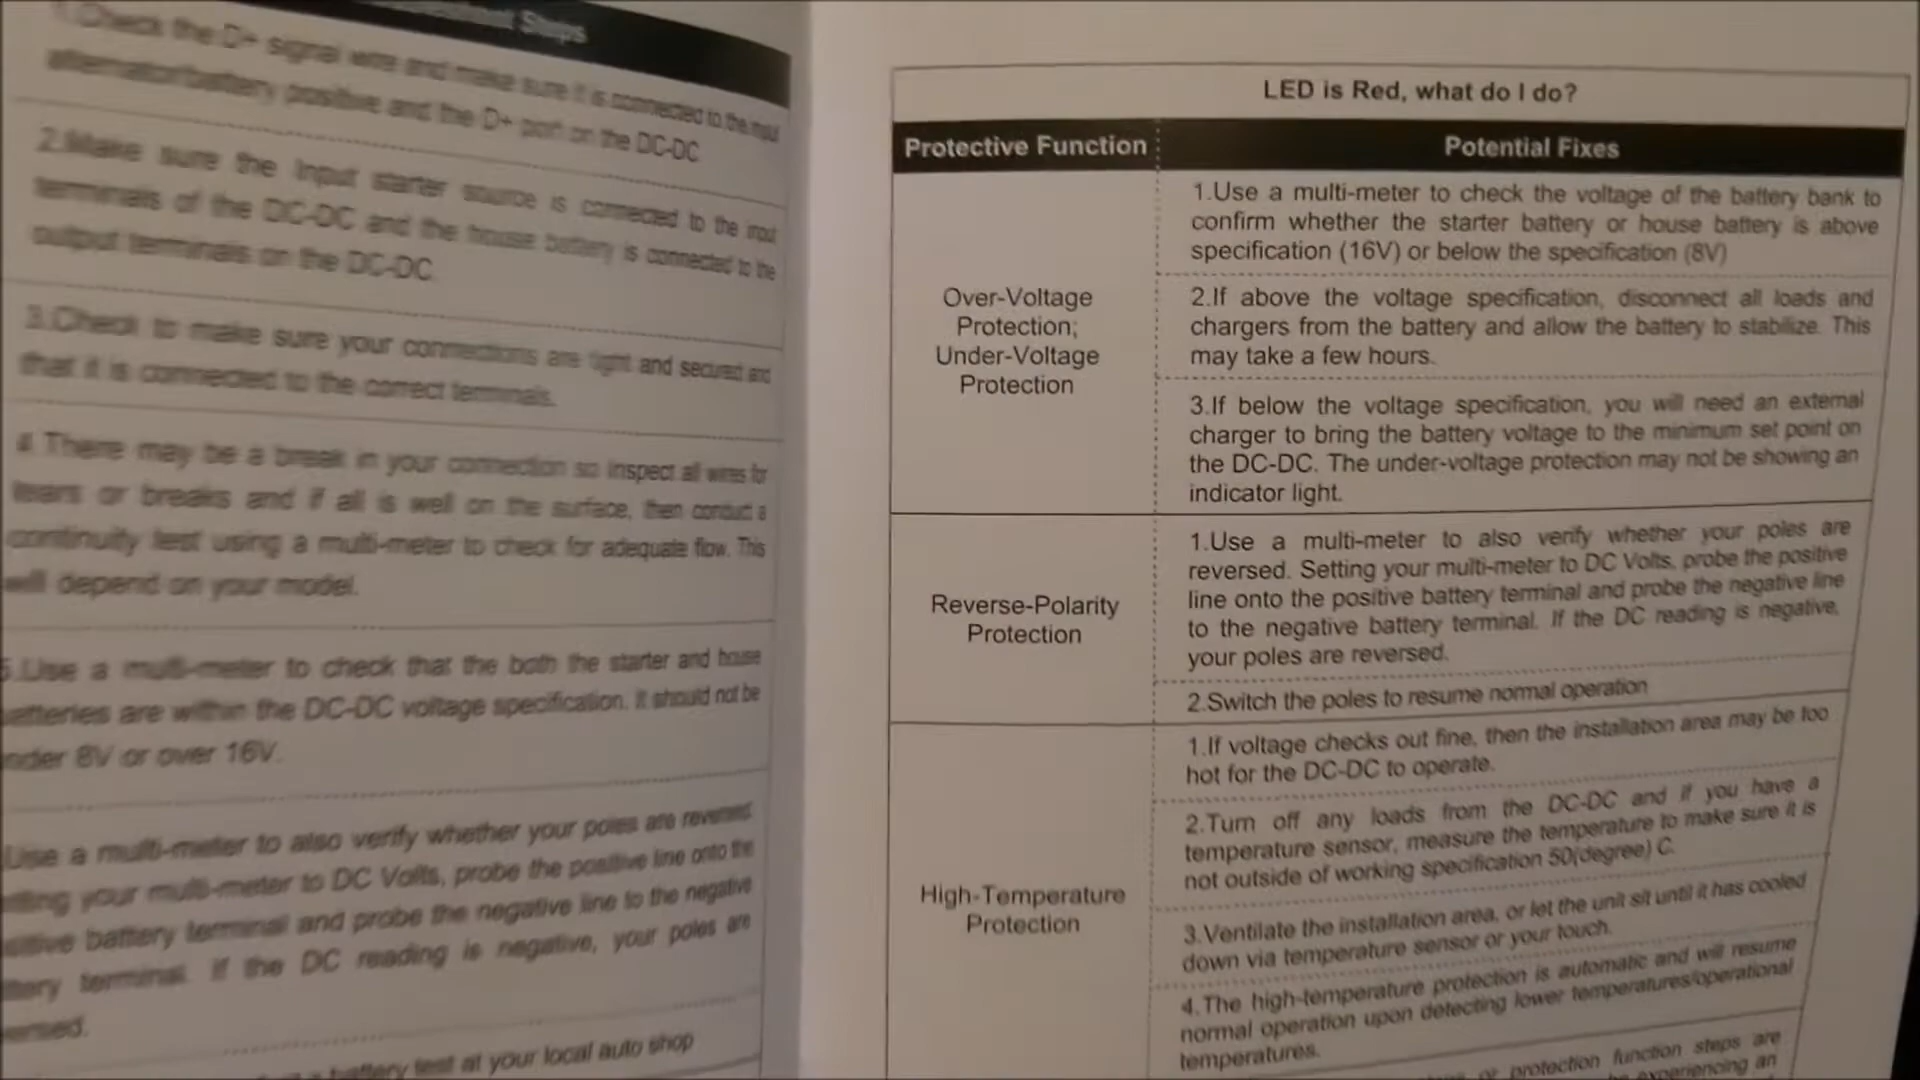 Steps
1.Check the D+ signal wire and make sure it is connected to the input
alternator/battery positive and the D+ port on the DC-DC
2.Make sure the Input starter source is connected to the input
terminals of the DC-DC and the house battery is connected to the
output terminals on the DC-DC.
3.Check to make sure your connections are tight and secured and
that it is connected to the correct terminals.
4.There may be a break in your connection so inspect all wires for
tears or breaks and if all is well on the surface, then conduct a
continuity test using a multi-meter to check for adequate flow. This
will depend on your model.
5.Use a multi-meter to check that the both the starter and house
batteries are within the DC-DC voltage specification. It should not be
under 8V or over 16V.
Use a multi-meter to also verify whether your poles are reversed.
your multi-meter to DC Volts, probe the positive line onto the
battery terminal and probe the negative line to the negative
terminal. If the DC reading is negative, your poles are
battery test at your local auto shop
LED is Red, what do I do?
Protective Function
Potential Fixes
Over-Voltage
Protection;
Under-Voltage
Protection
1.Use a multi-meter to check the voltage of the battery bank to
confirm whether the starter battery or house battery is above
specification (16V) or below the specification (8V)
2.If above the voltage specification, disconnect all loads and
chargers from the battery and allow the battery to stabilize. This
may take a few hours.
3.If below the voltage specification, you will need an external
charger to bring the battery voltage to the minimum set point on
the DC-DC. The under-voltage protection may not be showing an
indicator light.
Reverse-Polarity
Protection
1.Use a multi-meter to also verify whether your poles are
reversed. Setting your multi-meter to DC Volts, probe the positive
line onto the positive battery terminal and probe the negative line
to the negative battery terminal. If the DC reading is negative,
your poles are reversed.
2.Switch the poles to resume normal operation
High-Temperature
Protection
1.If voltage checks out fine, then the installation area may be too
hot for the DC-DC to operate.
2.Turn off any loads from the DC-DC and if you have a
temperature sensor, measure the temperature to make sure it is
not outside of working specification 50(degree) C.
3.Ventilate the installation area, or let the unit sit until it has cooled
down via temperature sensor or your touch.
4.The high-temperature protection is automatic and will resume
normal operation upon detecting lower temperatures/operational
temperatures.
or protection function steps are
experiencing an